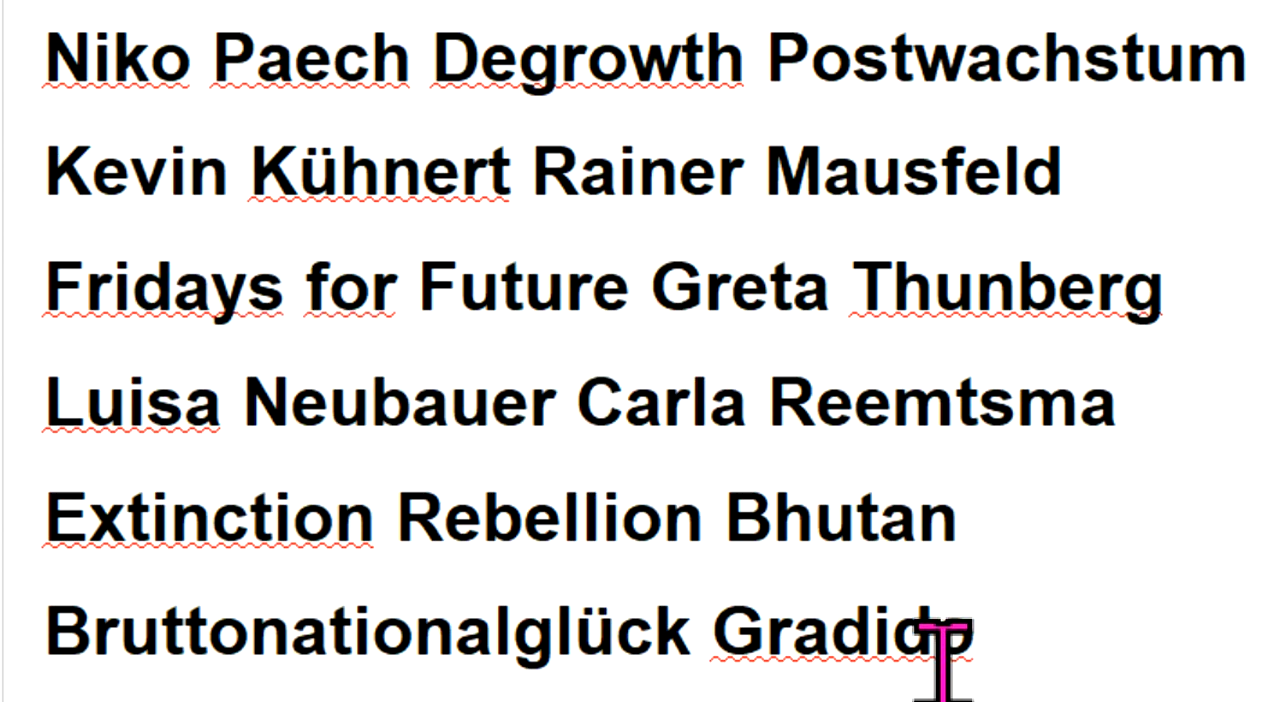 Niko Paech Degrowth Postwachstum
Kevin Kühnert Rainer Mausfeld
Fridays for Future Greta Thunberg
Luisa Neubauer Carla Reemtsma
Extinction Rebellion Bhutan
Bruttonationalglück Gradido